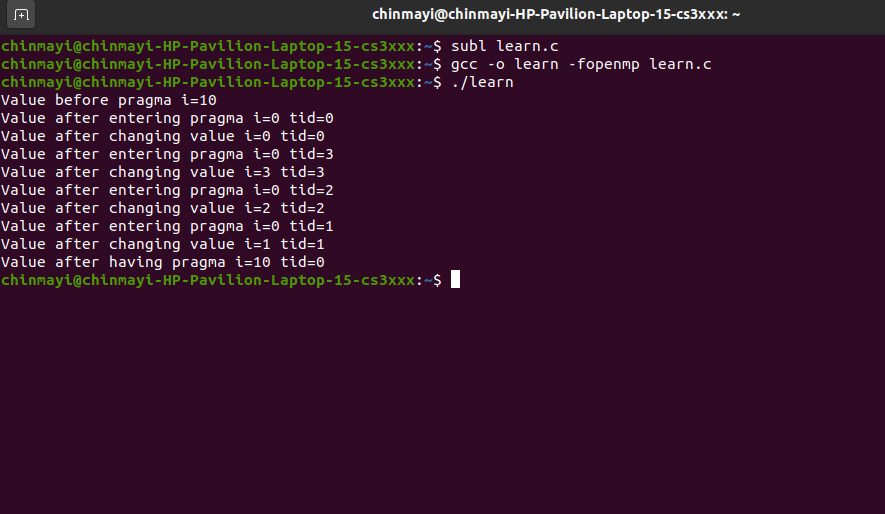 chinmayi@chinmayi-HP-Pavilion-Laptop-15-cs3xxx: ~
chinmayi@chinmayi-HP-Pavilion-Laptop-15-cs3xxx:~$ subl learn.c
chinmayi@chinmayi-HP-Pavilion-Laptop-15-cs3xxx:~$ gcc -o learn -fopenmp learn.c
chinmayi@chinmayi-HP-Pavilion-Laptop-15-cs3xxx:~$ ./learn
Value before pragma i=10
Value after entering pragma i=0 tid=0
Value after changing value i=0 tid=0
Value after entering pragma i=0 tid=3
Value after changing value i=3 tid=3
Value after entering pragma i=0 tid=2
Value after changing value i=2 tid=2
Value after entering pragma i=0 tid=1
Value after changing value i=1 tid=1
Value after having pragma i=10 tid=0
chinmayi@chinmayi-HP-Pavilion-Laptop-15-cs3xxx:~$